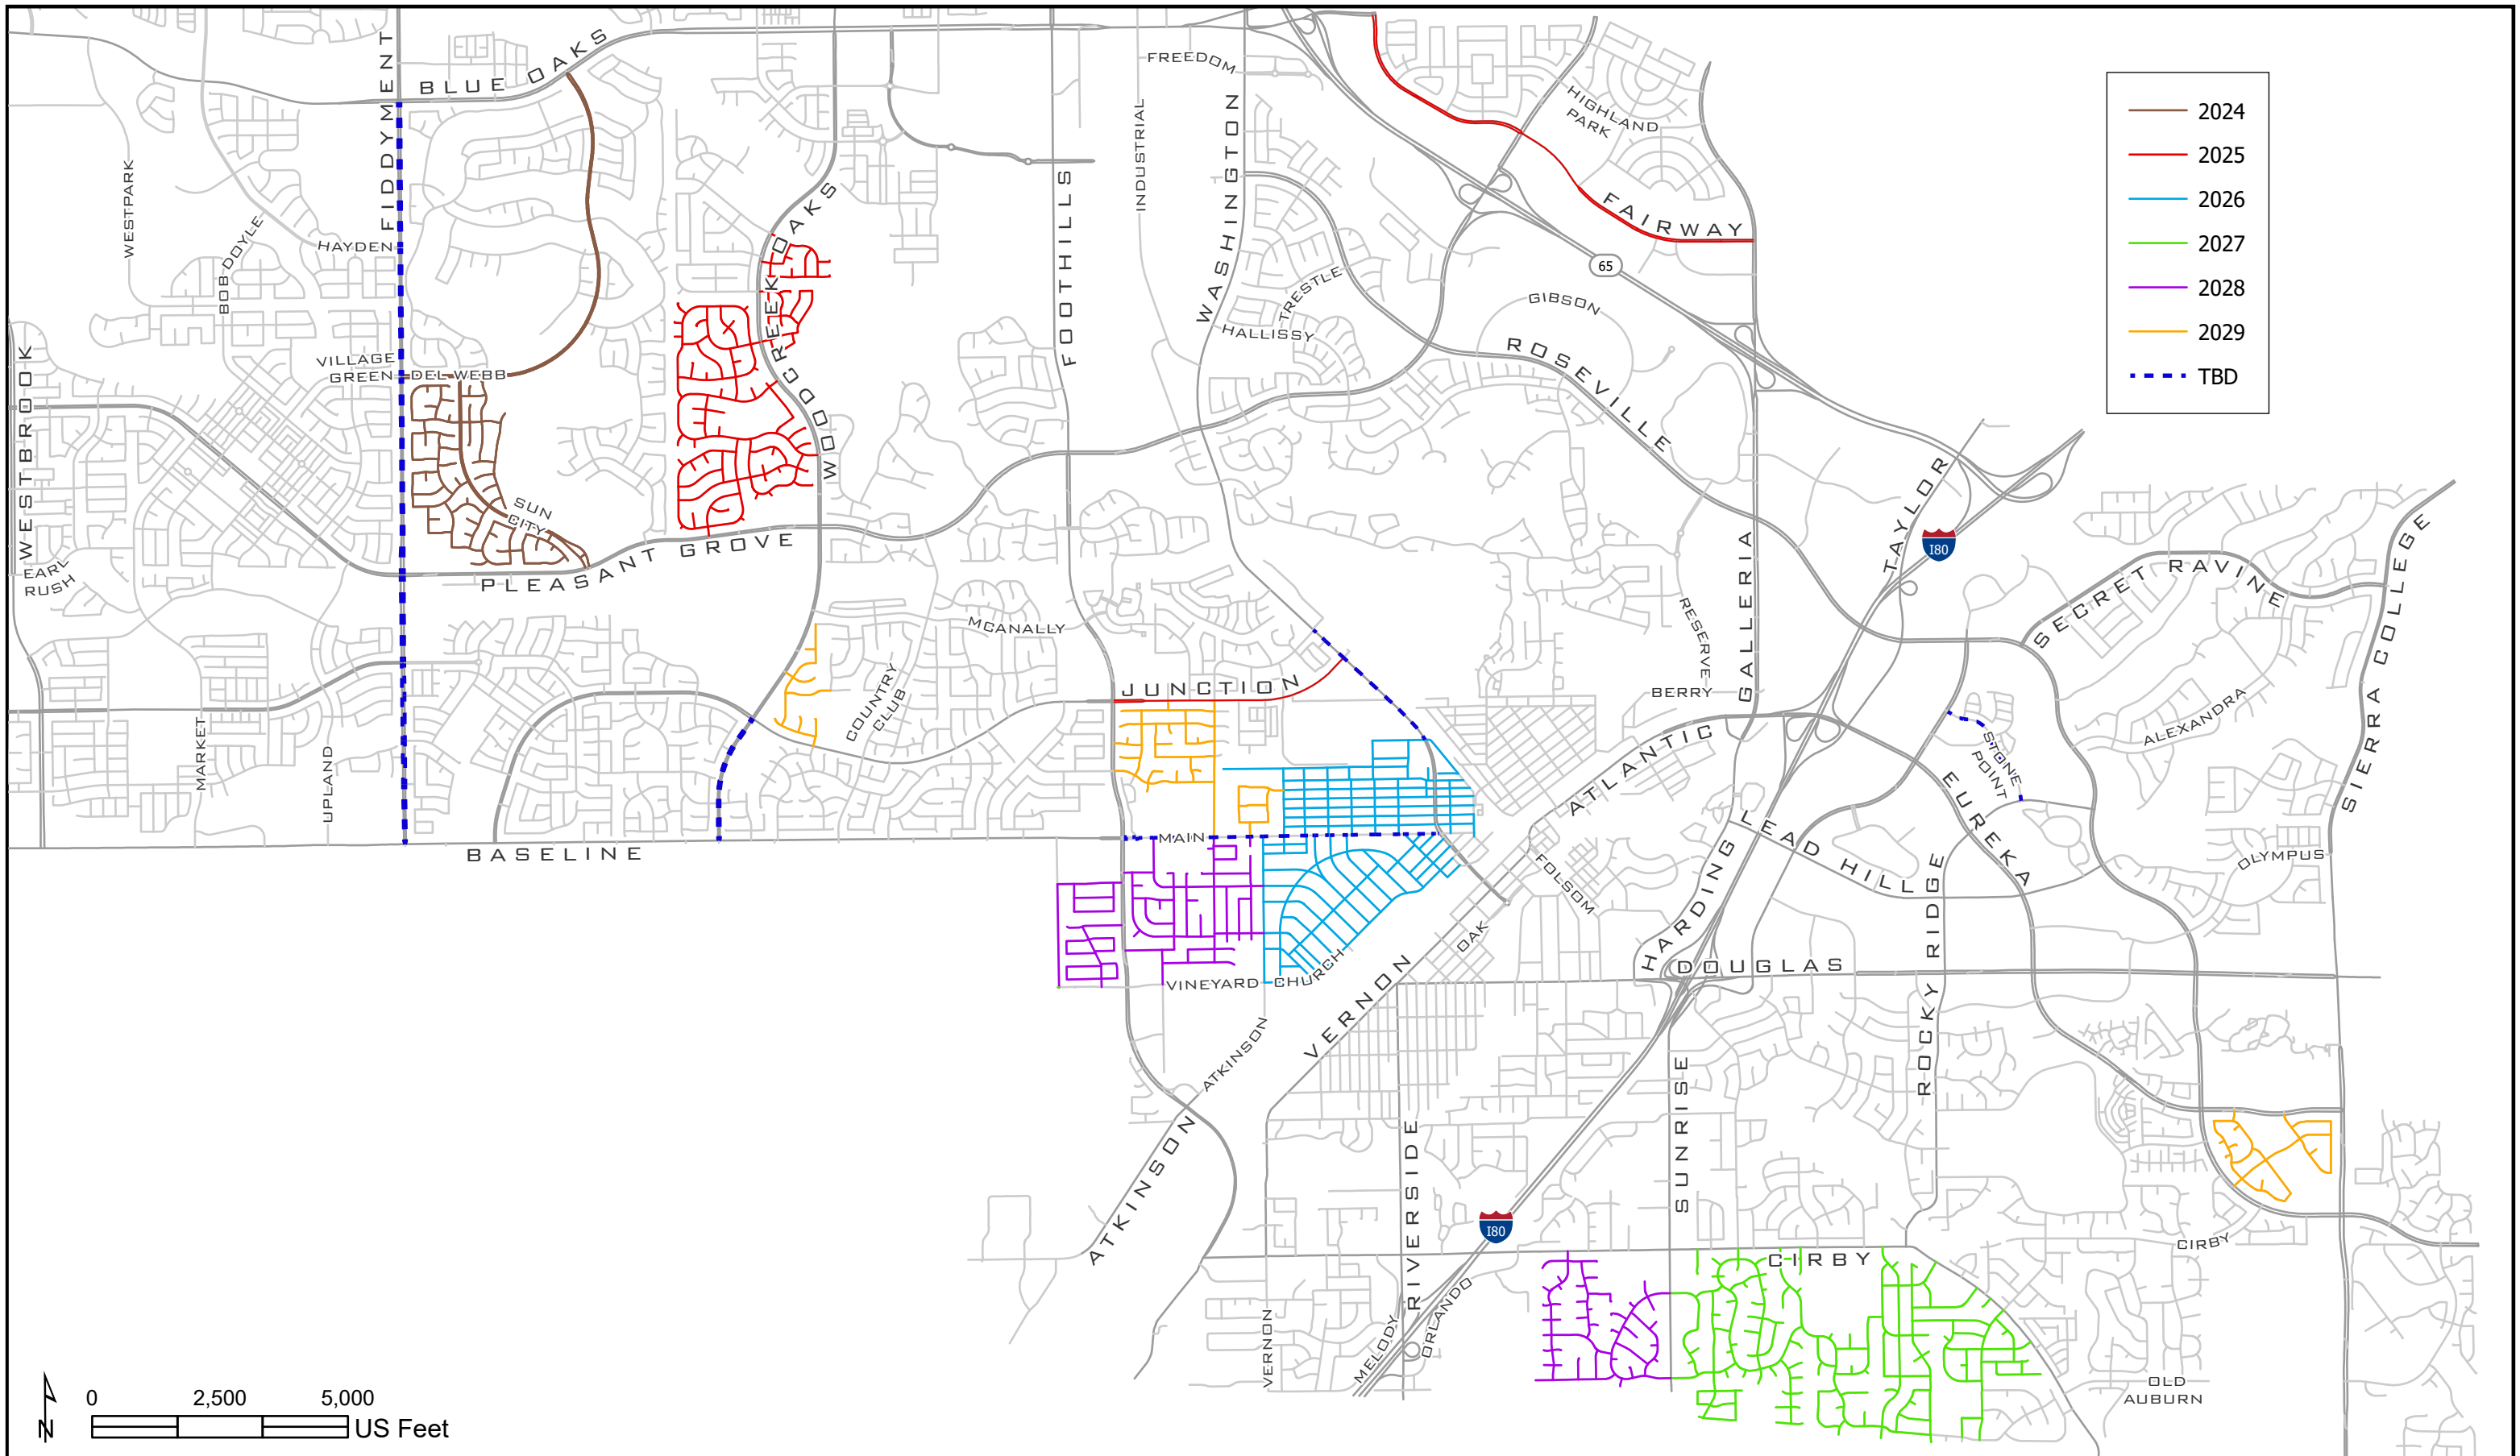 BLUE OAKS
FIDDYMENT
FREEDOM
HIGHLAND
PARK
INDUSTRIAL
WASHINGTON
WESTPARK
BOB DOYLE
HAYDEN
WOODCREEK OAKS
FOOTHILLS
FAIRWAY
65
TRESTLE
HALLISSY
GIBSON
ROSEVILLE
2024
2025
2026
2027
2028
2029
TBD
VILLAGE
GREEN
DEL WEBB
WESTBROOK
SUN
CITY
EARL
RUSH
PLEASANT GROVE
TAYLOR
I80
GALLERIA
SECRET RAVINE
SIERRA COLLEGE
MCANALLY
RESERVE
COUNTRY
CLUB
JUNCTION
BERRY
ATLANTIC
ALEXANDRA
STONE
POINT
MARKET
UPLAND
BASELINE
MAIN
LEAD HILL
EUREKA
OLYMPUS
FOLSOM
OAK
HARDING
ROCKY RIDGE
VINEYARD
CHURCH
VERNON
DOUGLAS
ATKINSON
ATKINSON
RIVERSIDE
SUNRISE
I80
CIRBY
CIRBY
VERNON
MELODY
ORLANDO
OLD
AUBURN
N
0 2,500 5,000
US Feet